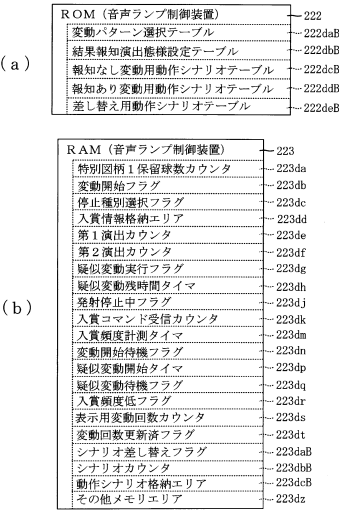 (a)
ROM (音声ランプ制御装置) 222
変動パターン選択テーブル 222daB
結果報知演出態様設定テーブル 222dbB
報知なし変動用動作シナリオテーブル 222dcB
報知あり変動用動作シナリオテーブル 222ddB
差し替え用動作シナリオテーブル 222deB
(b)
RAM (音声ランプ制御装置) 223
特別図柄1保留球数カウンタ 223da
変動開始フラグ 223db
停止種別選択フラグ 223dc
入賞情報格納エリア 223dd
第1演出カウンタ 223de
第2演出カウンタ 223df
疑似変動実行フラグ 223dg
疑似変動残時間タイマ 223dh
発射停止中フラグ 223dj
入賞コマンド受信カウンタ 223dk
入賞頻度計測タイマ 223dm
変動開始待機フラグ 223dn
疑似変動開始タイマ 223dp
疑似変動待機フラグ 223dq
入賞頻度低フラグ 223dr
表示用変動回数カウンタ 223ds
変動回数更新済フラグ 223dt
シナリオ差し替えフラグ 223daB
シナリオカウンタ 223dbB
動作シナリオ格納エリア 223dcB
その他メモリエリア 223dz